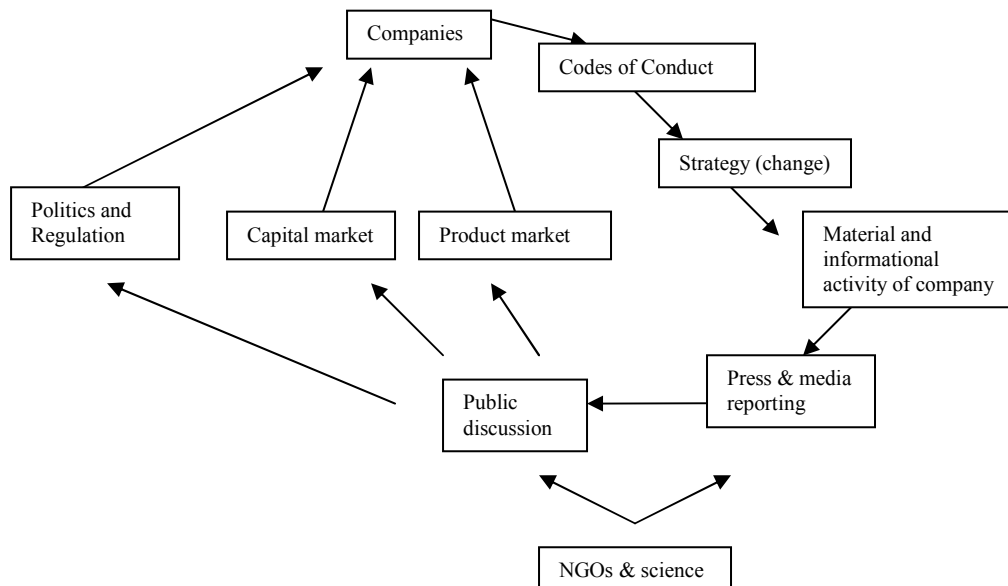 Companies
Codes of Conduct
Strategy (change)
Politics and
Regulation
Capital market
Product market
Material and
informational
activity of company
Press & media
reporting
Public
discussion
NGOs & science